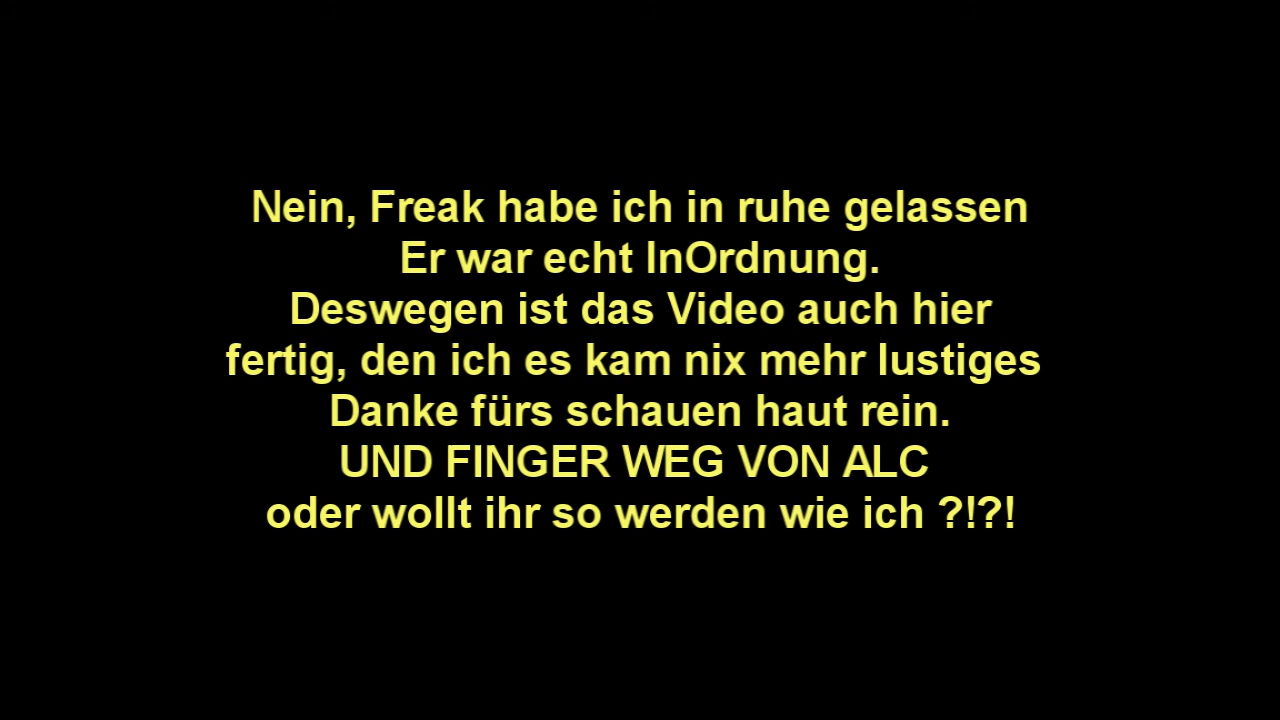 Nein, Freak habe ich in ruhe gelassen
Er war echt InOrdnung.
Deswegen ist das Video auch hier
fertig, den ich es kam nix mehr lustiges
Danke fürs schauen haut rein.
UND FINGER WEG VON ALC
oder wollt ihr so werden wie ich ?!?!